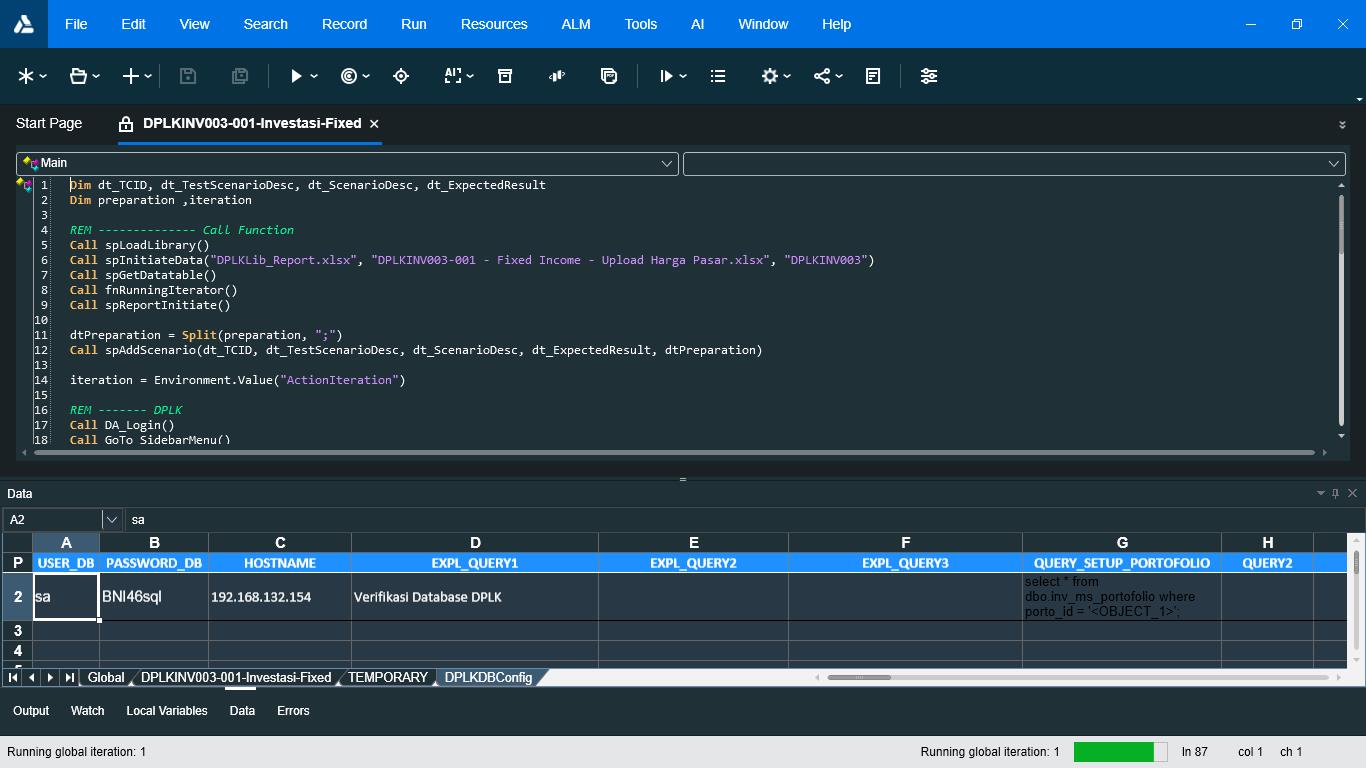 File Edit View Search Record Run Resources ALM Tools AI Window Help
Start Page DPLKINV003-001-Investasi-Fixed
Main
1 Dim dt_TCID, dt_TestScenarioDesc, dt_ScenarioDesc, dt_ExpectedResult
2 Dim preparation ,iteration
3
4 REM -------------- Call Function
5 Call spLoadLibrary()
6 Call spInitiateData("DPLKLib_Report.xlsx", "DPLKINV003-001 - Fixed Income - Upload Harga Pasar.xlsx", "DPLKINV003")
7 Call spGetDatatable()
8 Call fnRunningIterator()
9 Call spReportInitiate()
10
11 dtPreparation = Split(preparation, ";")
12 Call spAddScenario(dt_TCID, dt_TestScenarioDesc, dt_ScenarioDesc, dt_ExpectedResult, dtPreparation)
13
14 iteration = Environment.Value("ActionIteration")
15
16 REM ------- DPLK
17 Call DA_Login()
18 Call GoTo_SidebarMenu()
Data
A2 sa
A B C D E F G H
P USER_DB PASSWORD_DB HOSTNAME EXPL_QUERY1 EXPL_QUERY2 EXPL_QUERY3 QUERY_SETUP_PORTOFOLIO QUERY2
2 sa BNI46sql 192.168.132.154 Verifikasi Database DPLK select * from
dbo.inv_ms_portofolio where
porto_id = '<OBJECT_1>';
3
4
5
Global DPLKINV003-001-Investasi-Fixed TEMPORARY DPLKDBConfig
Output Watch Local Variables Data Errors
Running global iteration: 1 Running global iteration: 1 ln 87 col 1 ch 1